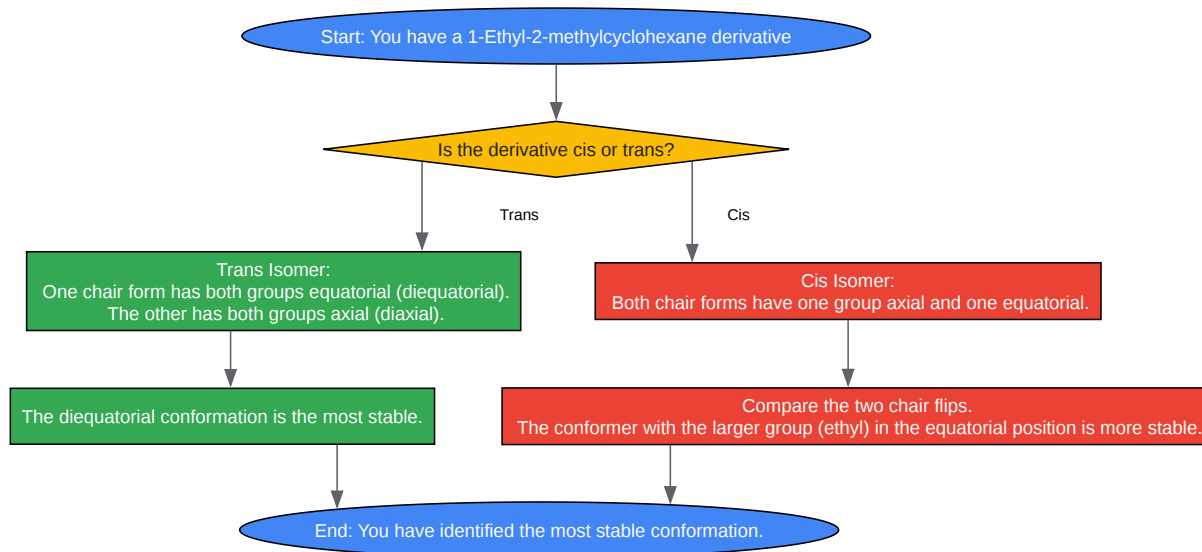 Start: You have a 1-Ethyl-2-methylcyclohexane derivative
Is the derivative cis or trans?
Trans
Cis
Trans Isomer:
One chair form has both groups equatorial (diequatorial).
The other has both groups axial (diaxial).
Cis Isomer:
Both chair forms have one group axial and one equatorial.
The diequatorial conformation is the most stable.
Compare the two chair flips.
The conformer with the larger group (ethyl) in the equatorial position is more stable.
End: You have identified the most stable conformation.